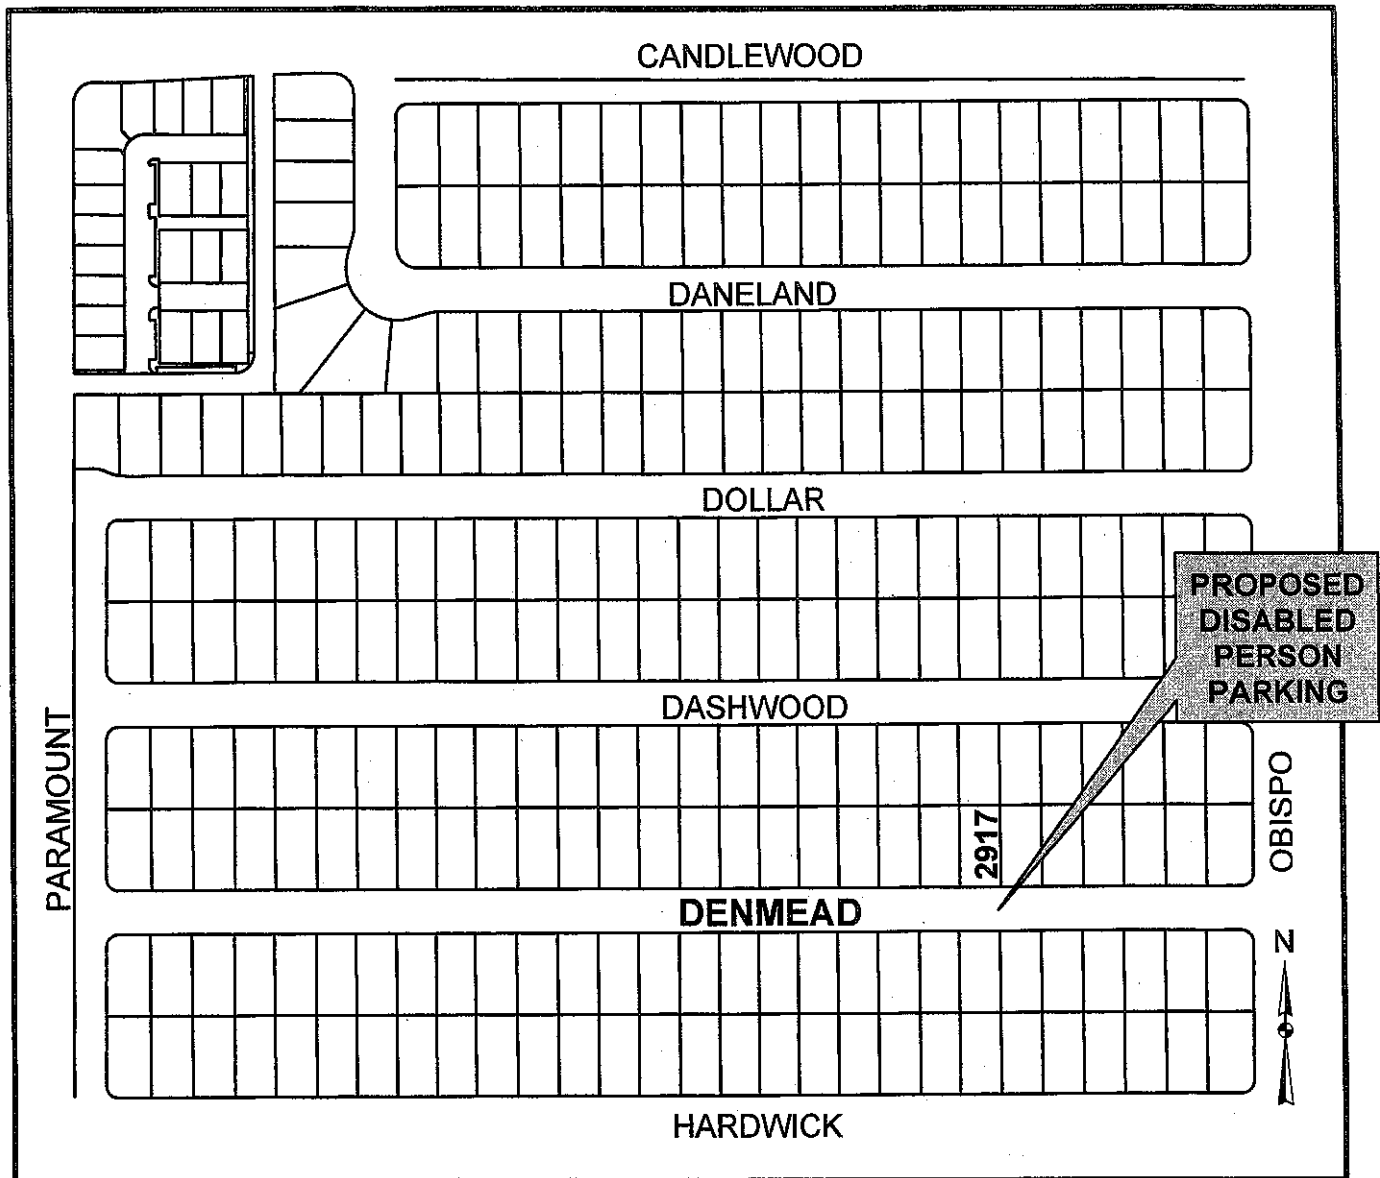 CANDLEWOOD
DANELAND
DOLLAR
PROPOSED
DISABLED
PERSON
PARKING
DASHWOOD
PARAMOUNT
OBISPO
2917
DENMEAD
N
HARDWICK